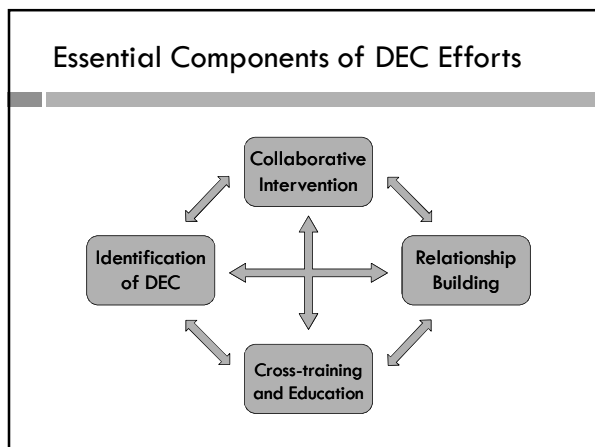 Essential Components of DEC Efforts
Collaborative
Intervention
Identification
of DEC
Relationship
Building
Cross-training
and Education